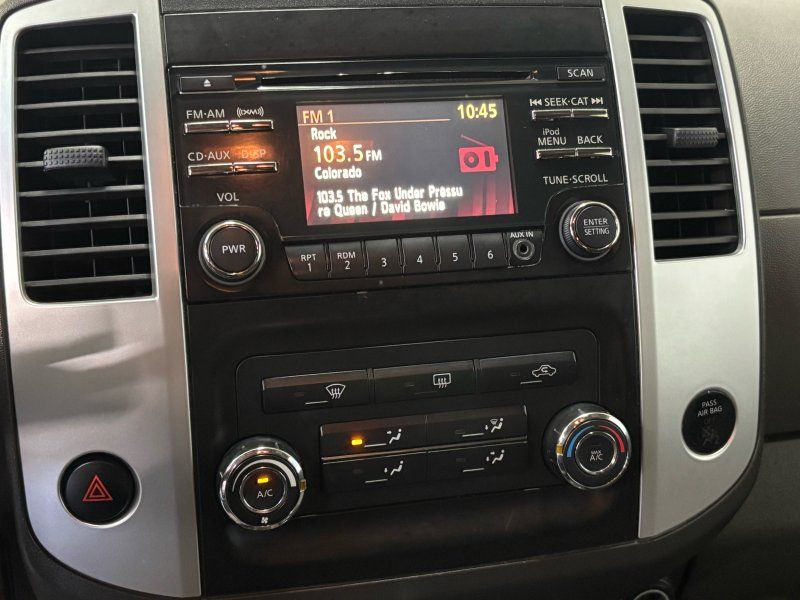 SCAN
FM·AM
((XM))
SEEK·CAT
iPod
MENU
BACK
CD·AUX
DISP
FM 1
10:45
Rock
103.5 FM
Colorado
103.5 The Fox Under Pressu
re Queen / David Bowie
VOL
TUNE·SCROLL
PWR
ENTER
SETTING
RPT
1
RDM
2
3
4
5
6
AUX IN
A/C
MAX
A/C
PASS
AIR BAG